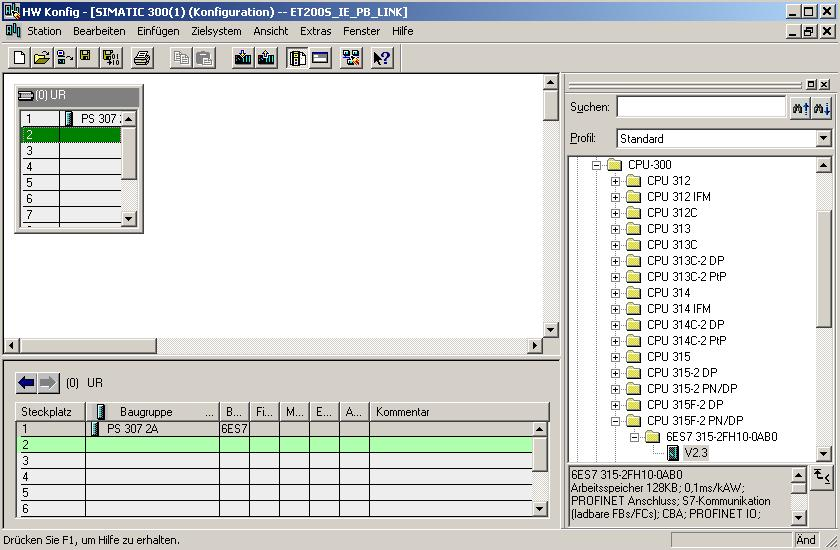 HW Konfig - [SIMATIC 300(1) (Konfiguration) -- ET200S_IE_PB_LINK]
Station Bearbeiten Einfügen Zielsystem Ansicht Extras Fenster Hilfe
(0) UR
1 PS 307
2
3
4
5
6
7
Suchen:
Profil: Standard
CPU-300
CPU 312
CPU 312 IFM
CPU 312C
CPU 313
CPU 313C
CPU 313C-2 DP
CPU 313C-2 PtP
CPU 314
CPU 314 IFM
CPU 314C-2 DP
CPU 314C-2 PtP
CPU 315
CPU 315-2 DP
CPU 315-2 PN/DP
CPU 315F-2 DP
CPU 315F-2 PN/DP
6ES7 315-2FH10-0AB0
V2.3
(0) UR
Steckplatz Baugruppe ... B... Fi... M... E... A... Kommentar
1 PS 307 2A 6ES7
2
3
4
5
6
6ES7 315-2FH10-0AB0
Arbeitsspeicher 128KB; 0,1ms/kAW;
PROFINET Anschluss; S7-Kommunikation
(ladbare FBs/FCs); CBA; PROFINET IO;
Drücken Sie F1, um Hilfe zu erhalten.
Änd